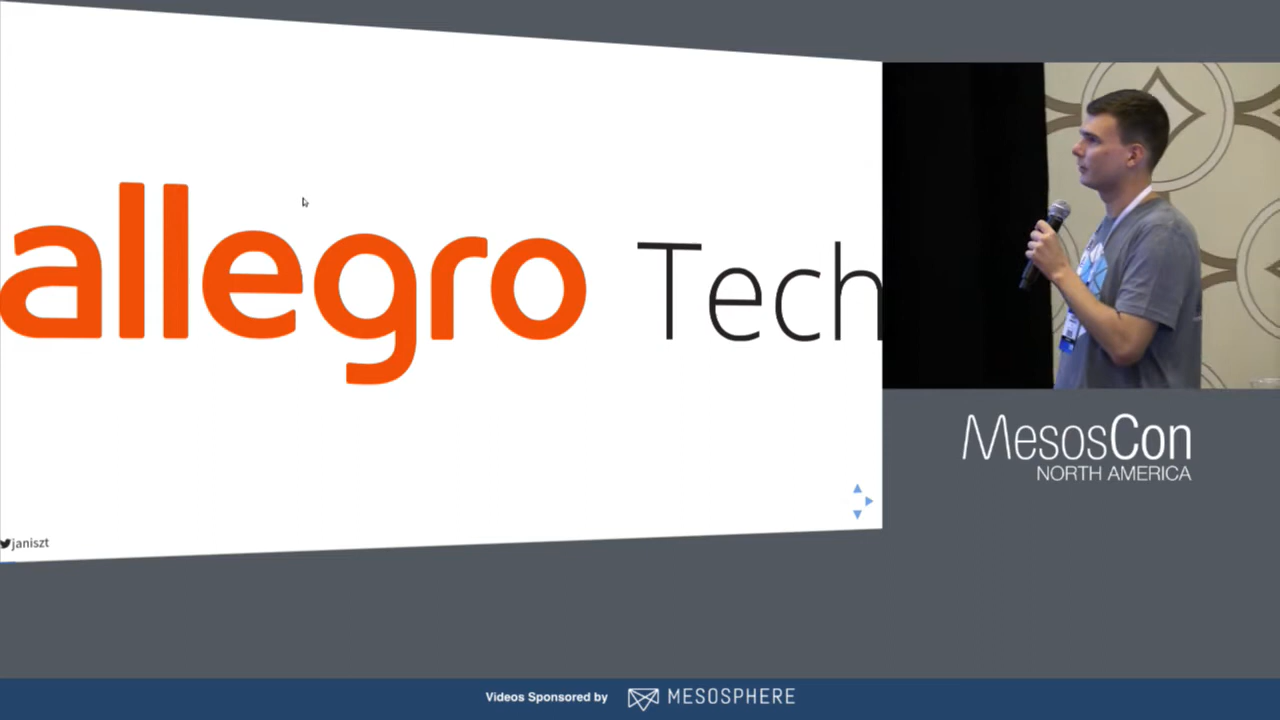 allegro Tech
janiszt
MesosCon
NORTH AMERICA
Videos Sponsored by MESOSPHERE